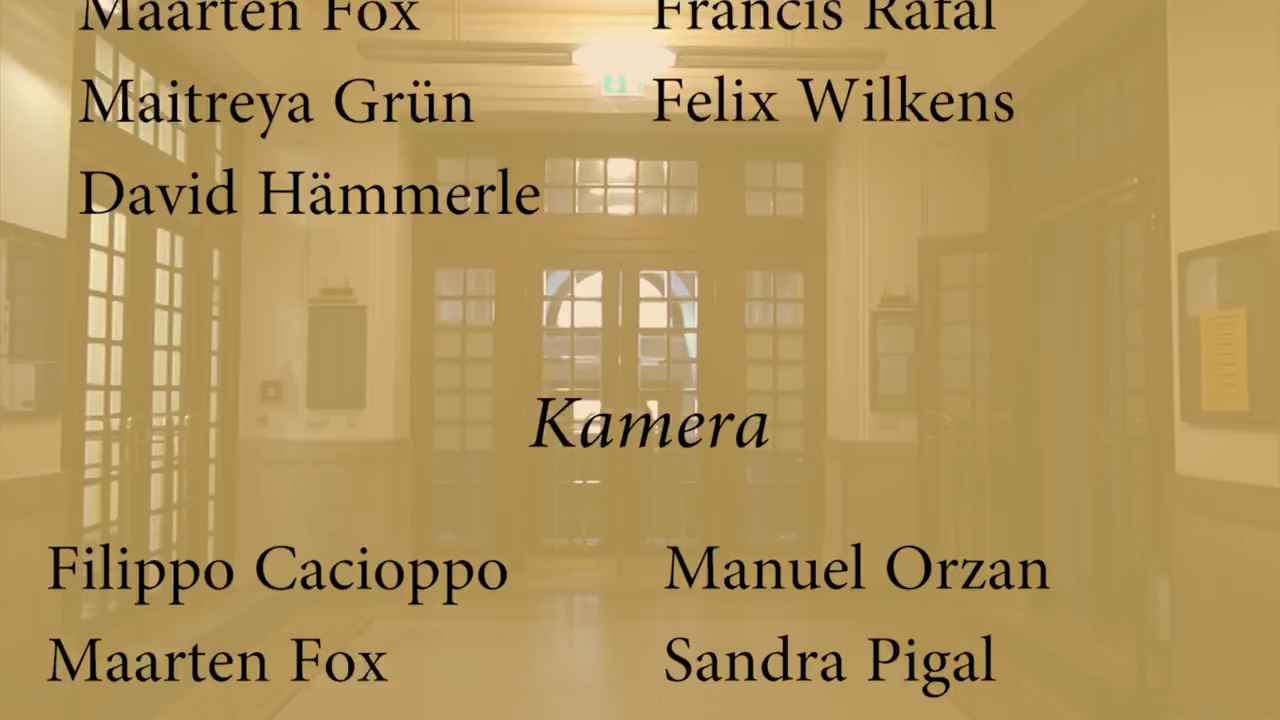 Maarten Fox Francis Rafal
Maitreya Grün Felix Wilkens
David Hämmerle
Kamera
Filippo Cacioppo Manuel Orzan
Maarten Fox Sandra Pigal